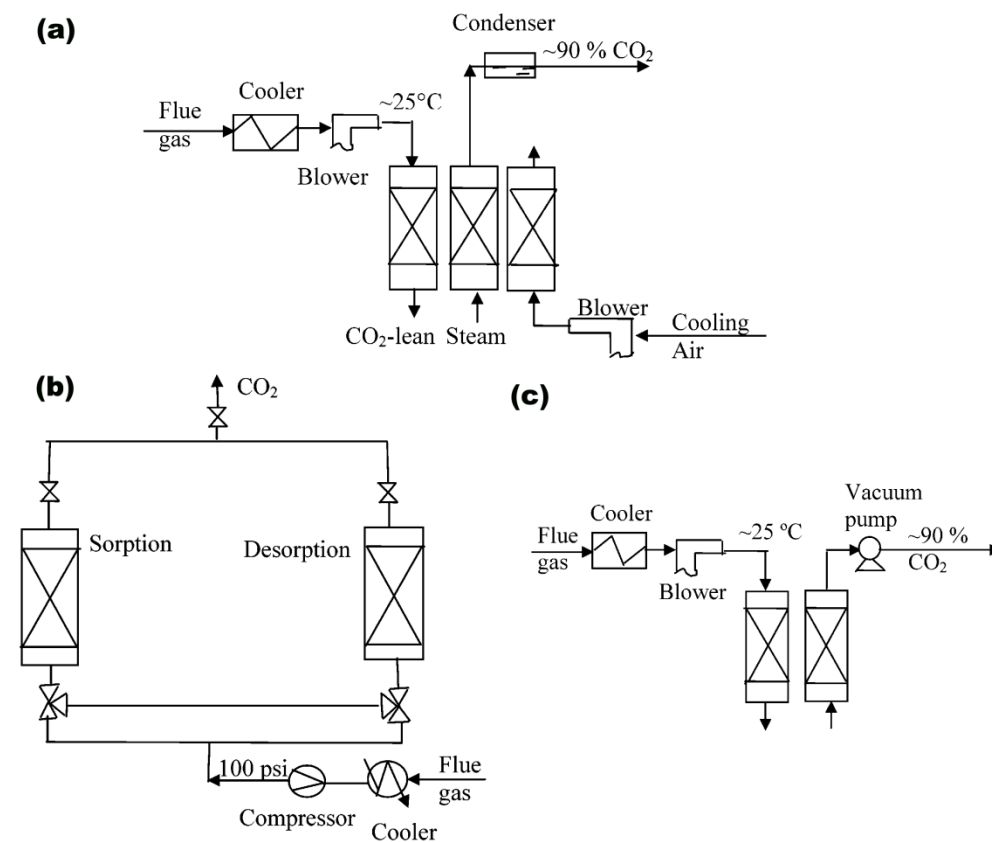 (a)
Condenser
~90 % CO₂
Cooler
~25°C
Flue
gas
Blower
CO₂-lean
Steam
Blower
Cooling
Air
(b)
CO₂
Sorption
Desorption
100 psi
Compressor
Cooler
Flue
gas
(c)
Vacuum
pump
Cooler
~25 °C
~90 %
CO₂
Flue
gas
Blower